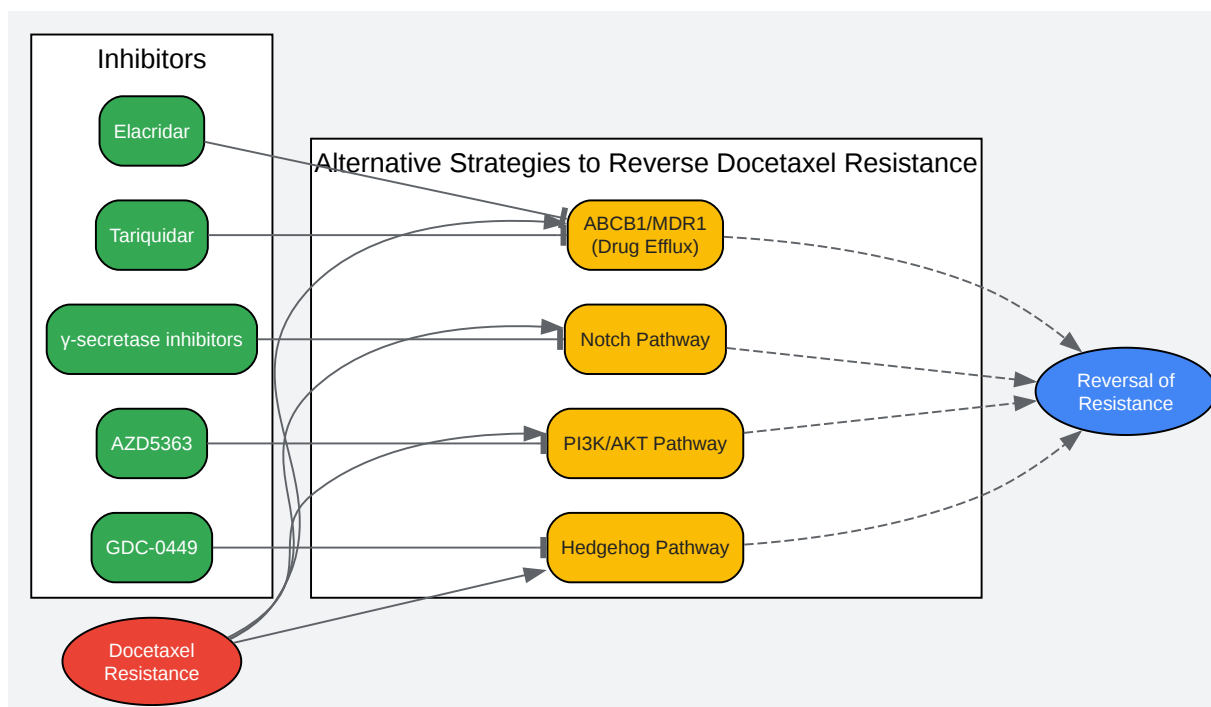 Inhibitors
Elacridar
Tariquidar
γ-secretase inhibitors
AZD5363
GDC-0449
Docetaxel
Resistance
Alternative Strategies to Reverse Docetaxel Resistance
ABCB1/MDR1
(Drug Efflux)
Notch Pathway
PI3K/AKT Pathway
Hedgehog Pathway
Reversal of
Resistance